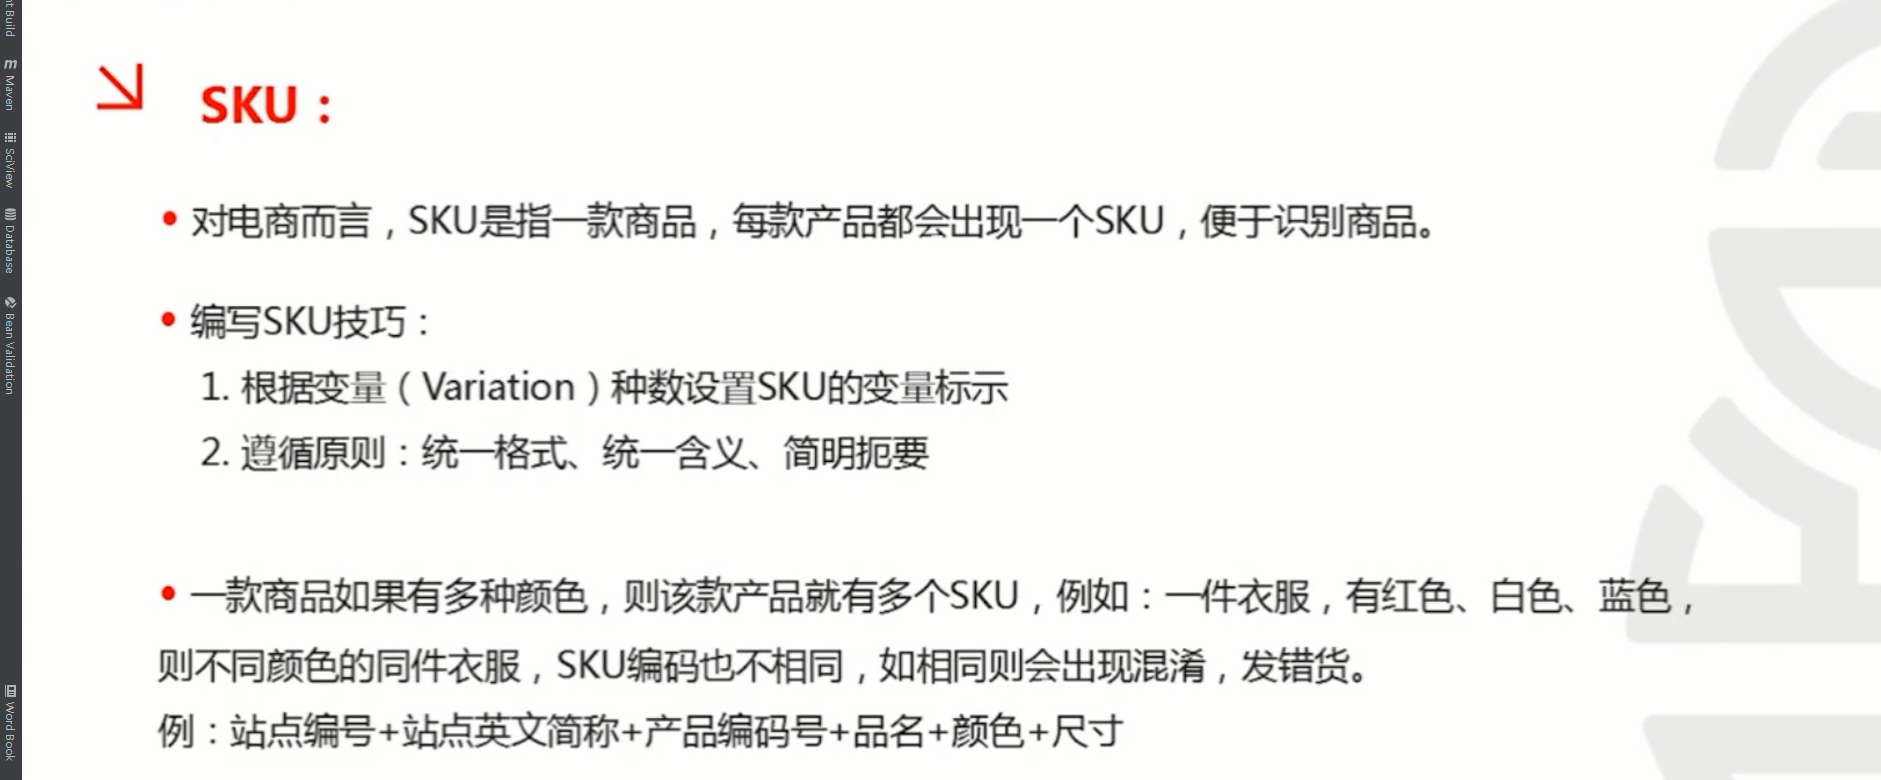 SKU：
对电商而言，SKU是指一款商品，每款产品都会出现一个SKU，便于识别商品。
编写SKU技巧：
1. 根据变量（Variation）种数设置SKU的变量标示
2. 遵循原则：统一格式、统一含义、简明扼要
一款商品如果有多种颜色，则该款产品就有多个SKU，例如：一件衣服，有红色、白色、蓝色，
则不同颜色的同件衣服，SKU编码也不相同，如相同则会出现混淆，发错货。
例：站点编号+站点英文简称+产品编码号+品名+颜色+尺寸
t Build
Maven
SciView
Database
Bean Validation
Word Book